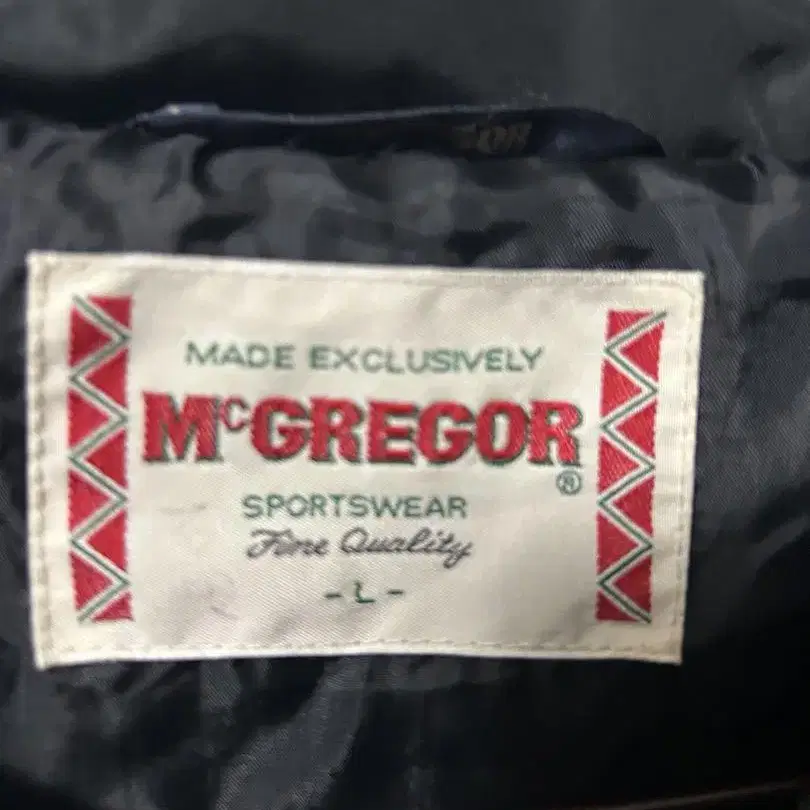 MADE EXCLUSIVELY
McGREGOR
®
SPORTSWEAR
Fine Quality
- L -